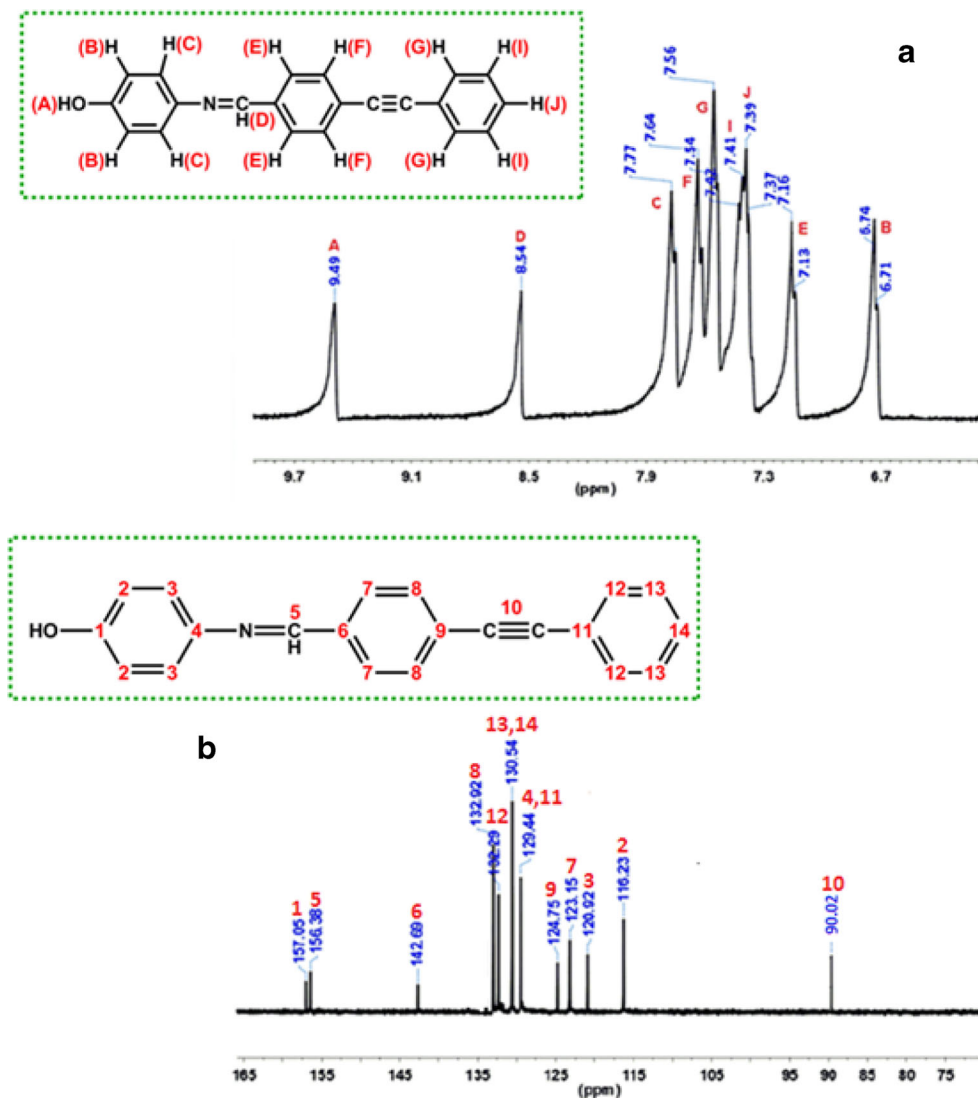 a
(B)H H(C) (E)H H(F) (G)H H(I)
(A)HO N=C C≡C H(J)
H
(D)
(B)H H(C) (E)H H(F) (G)H H(I)
A 9.49
D 8.54
C 7.77
F 7.64
7.54
G 7.56
7.42
I 7.41
J 7.39
7.37
7.16
E 7.13
6.74 B
6.71
9.7 9.1 8.5 7.9 7.3 6.7
(ppm)
2 3 5 7 8 10 12 13
HO 1 4 N=C 6 9 C≡C 11 14
H
2 3 7 8 12 13
b
1 157.05
5 156.38
6 142.69
8 132.92
12
13,14 130.54
4,11 129.44
9 124.75
7 123.15
3 120.92
2 116.23
10 90.02
165 155 145 135 125 115 105 95 90 85 80 75
(ppm)